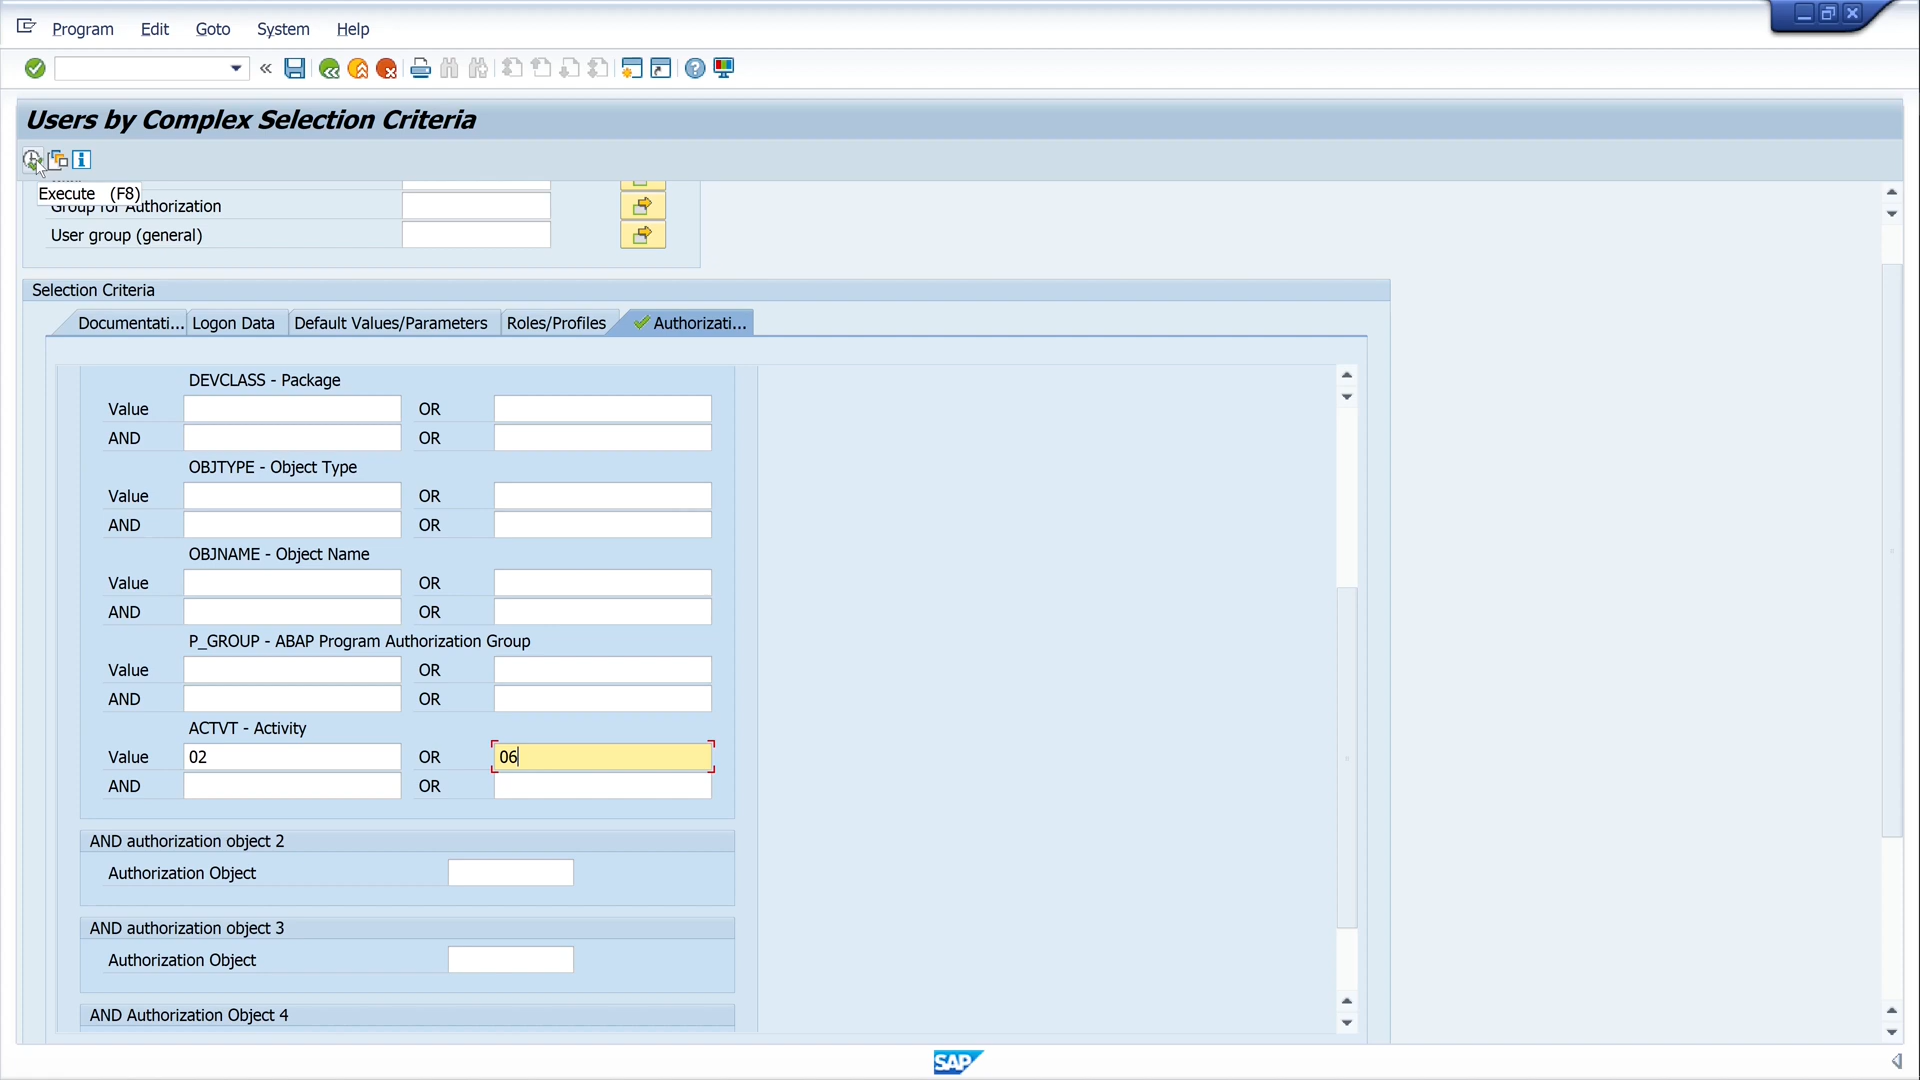 Program Edit Goto System Help
Users by Complex Selection Criteria
Execute (F8)
Group for Authorization
User group (general)
Selection Criteria
Documentati... Logon Data Default Values/Parameters Roles/Profiles Authorizati...
DEVCLASS - Package
Value OR
AND OR
OBJTYPE - Object Type
Value OR
AND OR
OBJNAME - Object Name
Value OR
AND OR
P_GROUP - ABAP Program Authorization Group
Value OR
AND OR
ACTVT - Activity
Value 02 OR 06
AND OR
AND authorization object 2
Authorization Object
AND authorization object 3
Authorization Object
AND Authorization Object 4
SAP